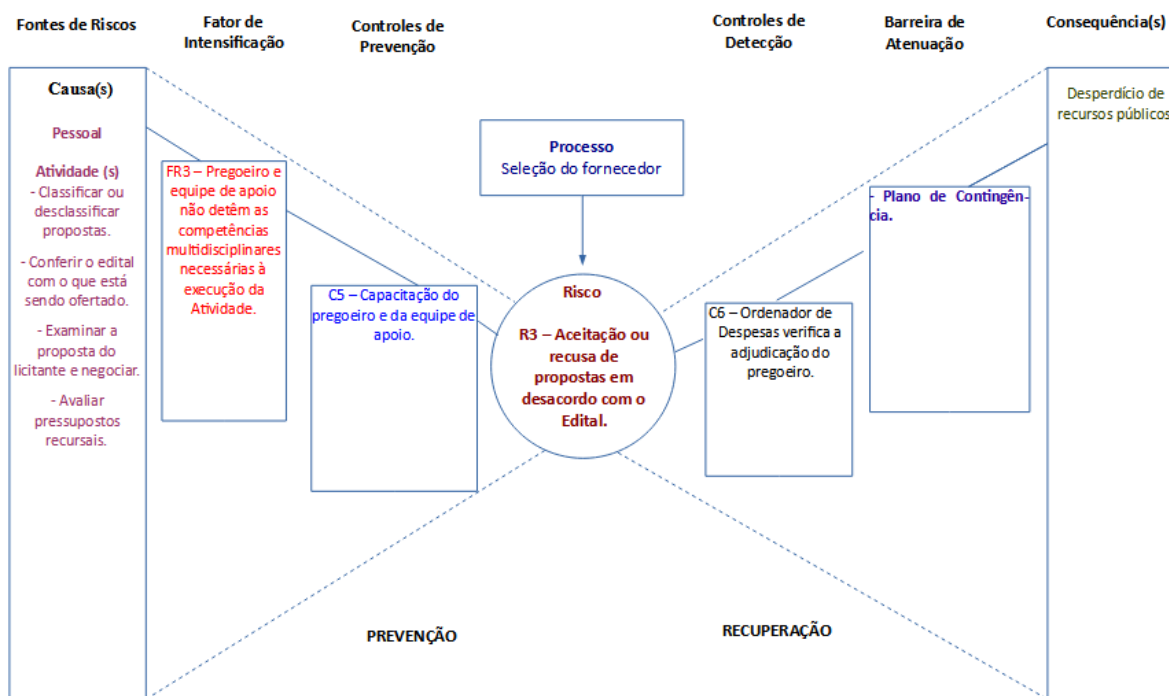 Fontes de Riscos
Fator de
Intensificação
Controles de
Prevenção
Controles de
Detecção
Barreira de
Atenuação
Consequência(s)
Causa(s)
Pessoal
Atividade (s)
- Classificar ou
desclassificar
propostas.
- Conferir o edital
com o que está
sendo ofertado.
- Examinar a
proposta do
licitante e negociar.
- Avaliar
pressupostos
recursais.
FR3 – Pregoeiro e
equipe de apoio
não detêm as
competências
multidisciplinares
necessárias à
execução da
Atividade.
C5 – Capacitação do
pregoeiro e da equipe de
apoio.
Processo
Seleção do fornecedor
Risco
R3 – Aceitação ou
recusa de
propostas em
desacordo com o
Edital.
C6 – Ordenador de
Despesas verifica a
adjudicação do
pregoeiro.
- Plano de Contingên-
cia.
Desperdício de
recursos públicos
PREVENÇÃO
RECUPERAÇÃO